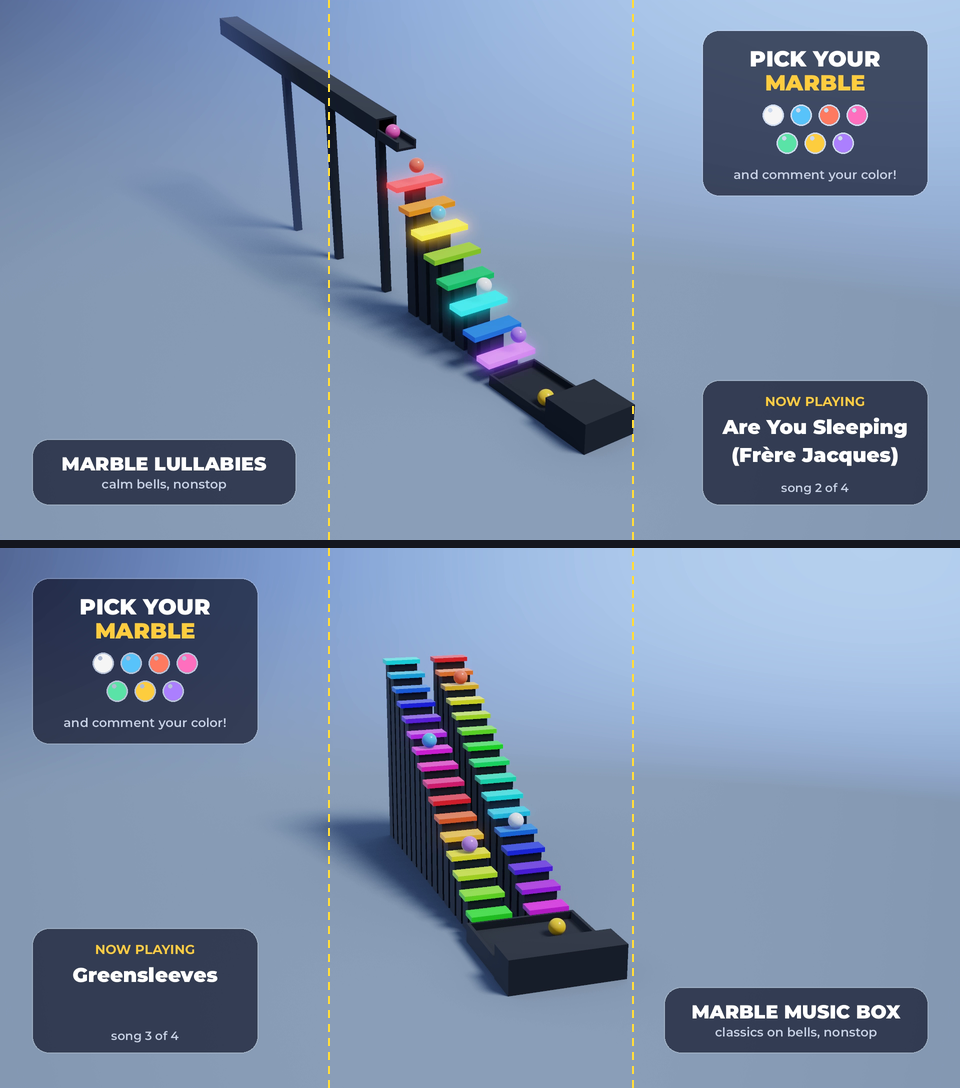 PICK YOUR
MARBLE
and comment your color!
NOW PLAYING
Are You Sleeping
(Frère Jacques)
song 2 of 4
MARBLE LULLABIES
calm bells, nonstop
PICK YOUR
MARBLE
and comment your color!
NOW PLAYING
Greensleeves
song 3 of 4
MARBLE MUSIC BOX
classics on bells, nonstop